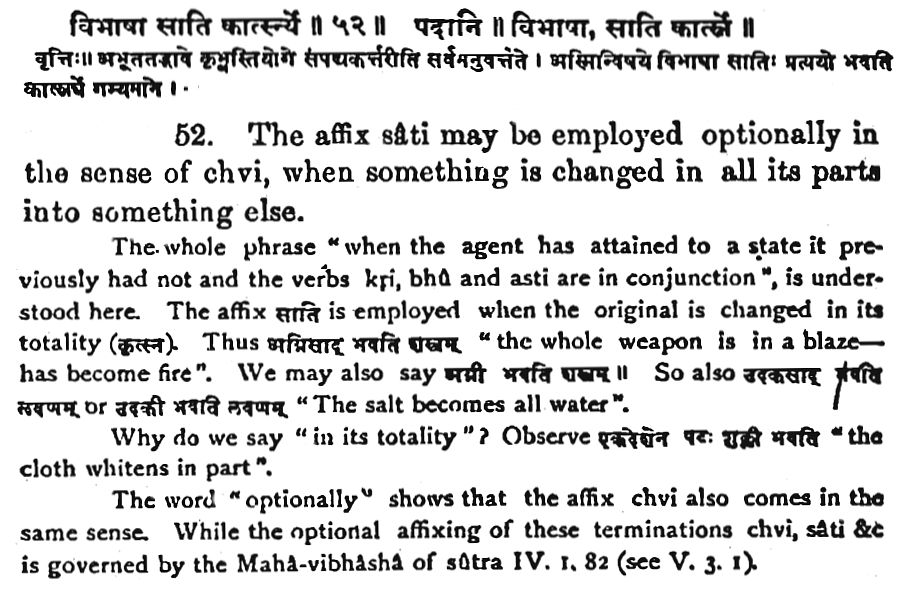 विभाषा साति कार्त्स्न्ये ॥ ५२ ॥ पदानि ॥ विभाषा, साति कार्त्स्ने ॥
वृत्तिः॥ अभूततद्भावे कृभ्वस्तियोगे संपद्यकर्त्तरीति सर्वमनुवर्त्तते । अस्मिन्विषये विभाषा सातिः प्रत्ययो भवति
कार्त्स्न्ये गम्यमाने ।
52. The affix sâti may be employed optionally in
the sense of chvi, when something is changed in all its parts
into something else.
The whole phrase “when the agent has attained to a state it pre-
viously had not and the verbs kṛi, bhû and asti are in conjunction”, is under-
stood here. The affix साति is employed when the original is changed in its
totality (कृत्स्न). Thus अग्निसाद् भवति शस्त्रम् “the whole weapon is in a blaze—
has become fire”. We may also say अग्नी भवति शस्त्रम् ॥ So also उदकसाद् भवति
लवणम् or उदकी भवति लवणम् “The salt becomes all water”.
Why do we say “in its totality”? Observe एकदेशेन पटः शुक्ली भवति “the
cloth whitens in part”.
The word “optionally” shows that the affix chvi also comes in the
same sense. While the optional affixing of these terminations chvi, sâti &c
is governed by the Mahâ-vibhâshâ of sûtra IV. 1. 82 (see V. 3. 1).